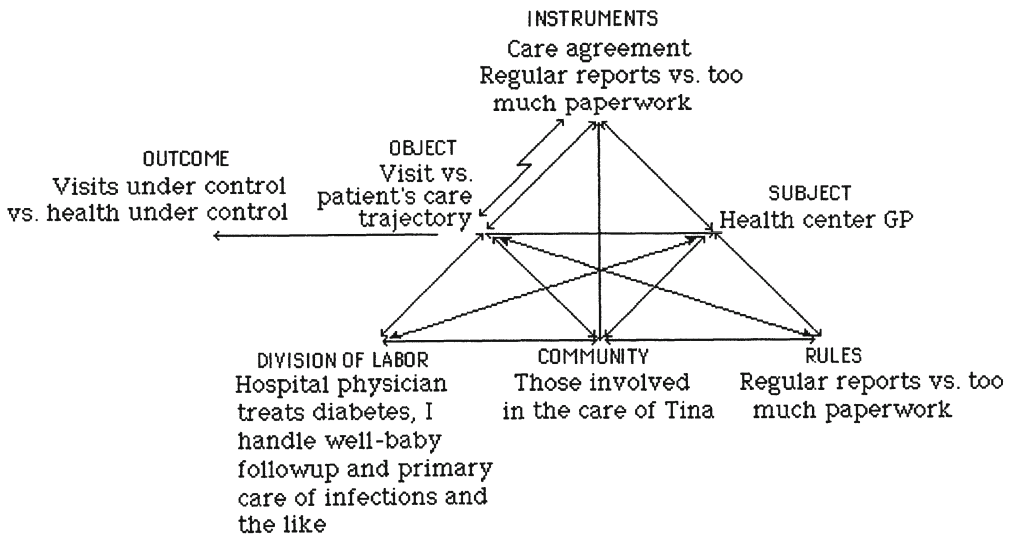 INSTRUMENTS
Care agreement
Regular reports vs. too
much paperwork
OBJECT
Visit vs.
patient's care
trajectory
OUTCOME
Visits under control
vs. health under control
SUBJECT
Health center GP
DIVISION OF LABOR
Hospital physician
treats diabetes, I
handle well-baby
followup and primary
care of infections and
the like
COMMUNITY
Those involved
in the care of Tina
RULES
Regular reports vs. too
much paperwork